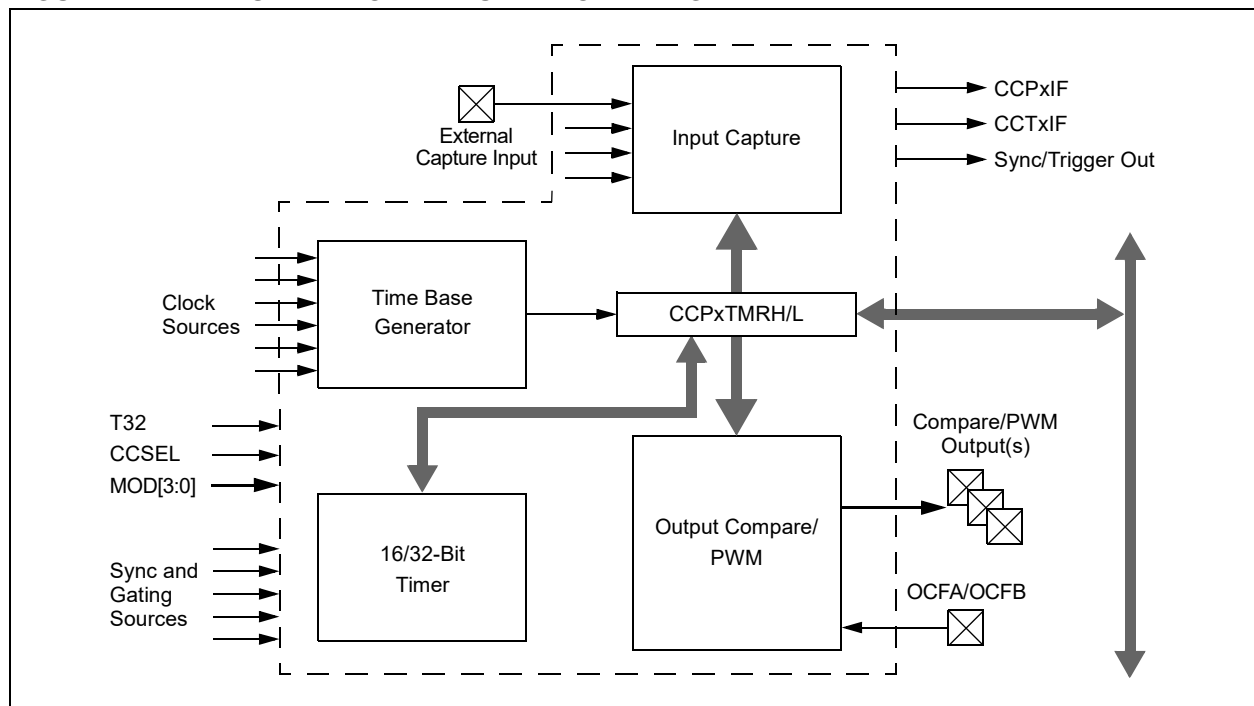 External
Capture Input
Input Capture
CCPxIF
CCTxIF
Sync/Trigger Out
Clock
Sources
Time Base
Generator
CCPxTMRH/L
T32
CCSEL
MOD[3:0]
Sync and
Gating
Sources
16/32-Bit
Timer
Output Compare/
PWM
Compare/PWM
Output(s)
OCFA/OCFB